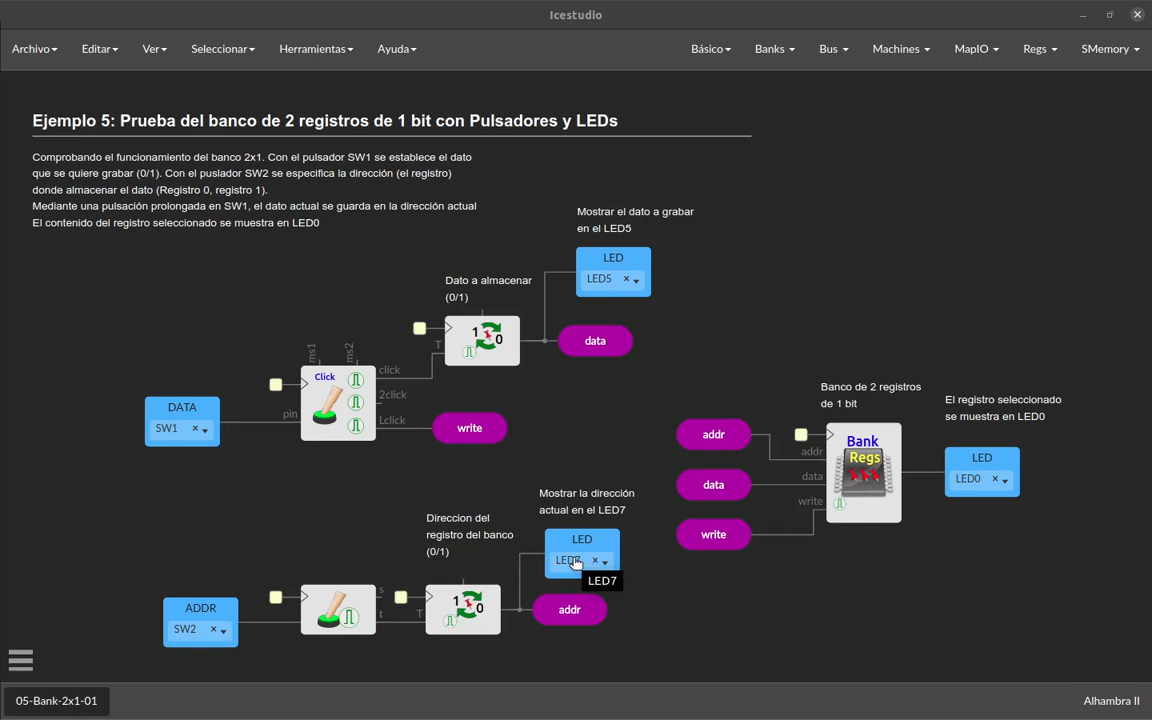 Icestudio
Archivo Editar Ver Seleccionar Herramientas Ayuda Básico Banks Bus Machines MapIO Regs SMemory
Ejemplo 5: Prueba del banco de 2 registros de 1 bit con Pulsadores y LEDs
Comprobando el funcionamiento del banco 2x1. Con el pulsador SW1 se establece el dato
que se quiere grabar (0/1). Con el puslador SW2 se especifica la dirección (el registro)
donde almacenar el dato (Registro 0, registro 1).
Mediante una pulsación prolongada en SW1, el dato actual se guarda en la dirección actual
El contenido del registro seleccionado se muestra en LED0
Mostrar el dato a grabar
en el LED5
LED
LED5 ×
Dato a almacenar
(0/1)
1 0
T
data
ms1
ms2
Click
click
2click
Lclick
pin
DATA
SW1 ×
write
Banco de 2 registros
de 1 bit
El registro seleccionado
se muestra en LED0
addr
data
write
addr
data
write
Bank
Regs
LED
LED0 ×
Mostrar la dirección
actual en el LED7
Direccion del
registro del banco
(0/1)
LED
LED7 ×
LED7
ADDR
SW2 ×
s
t
T
1 0
addr
05-Bank-2x1-01
Alhambra II